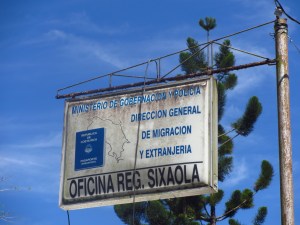 MINISTERIO DE GOBERNACION Y POLICIA
DIRECCION GENERAL
DE MIGRACION
Y EXTRANJERIA
OFICINA REG. SIXAOLA